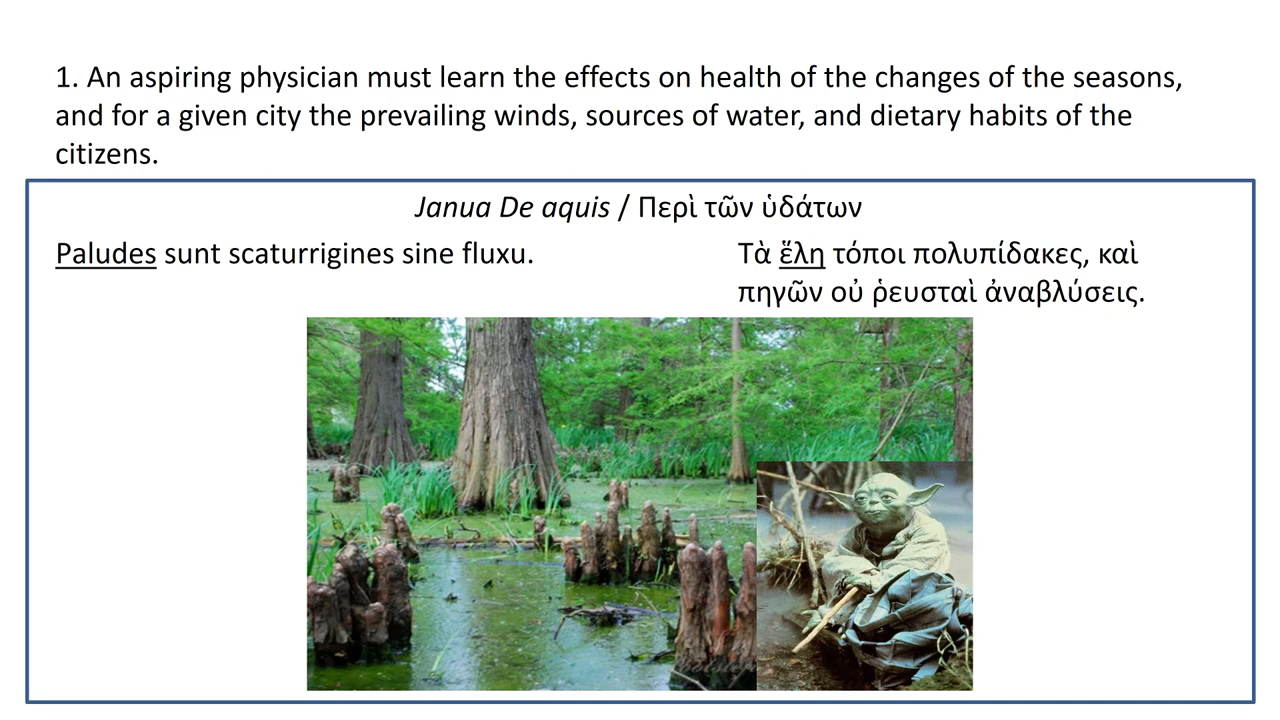 1. An aspiring physician must learn the effects on health of the changes of the seasons,
and for a given city the prevailing winds, sources of water, and dietary habits of the
citizens.
Janua De aquis / Περὶ τῶν ὑδάτων
Paludes sunt scaturrigines sine fluxu.
Τὰ ἕλη τόποι πολυπίδακες, καὶ
πηγῶν οὐ ῥευσταὶ ἀναβλύσεις.